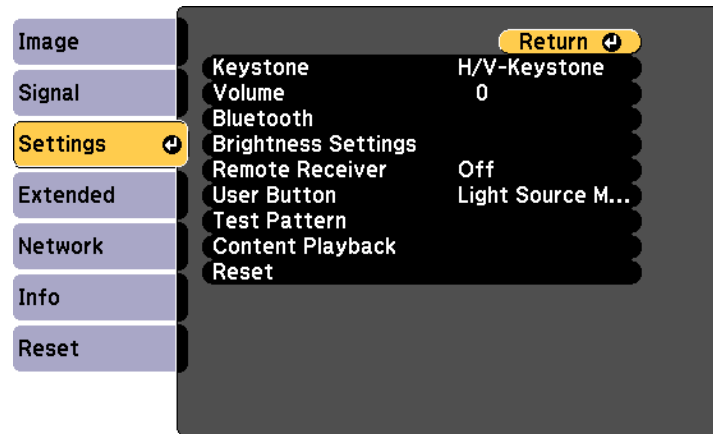 Image
Signal
Settings
Extended
Network
Info
Reset
Return
Keystone H/V-Keystone
Volume 0
Bluetooth
Brightness Settings
Remote Receiver Off
User Button Light Source M...
Test Pattern
Content Playback
Reset